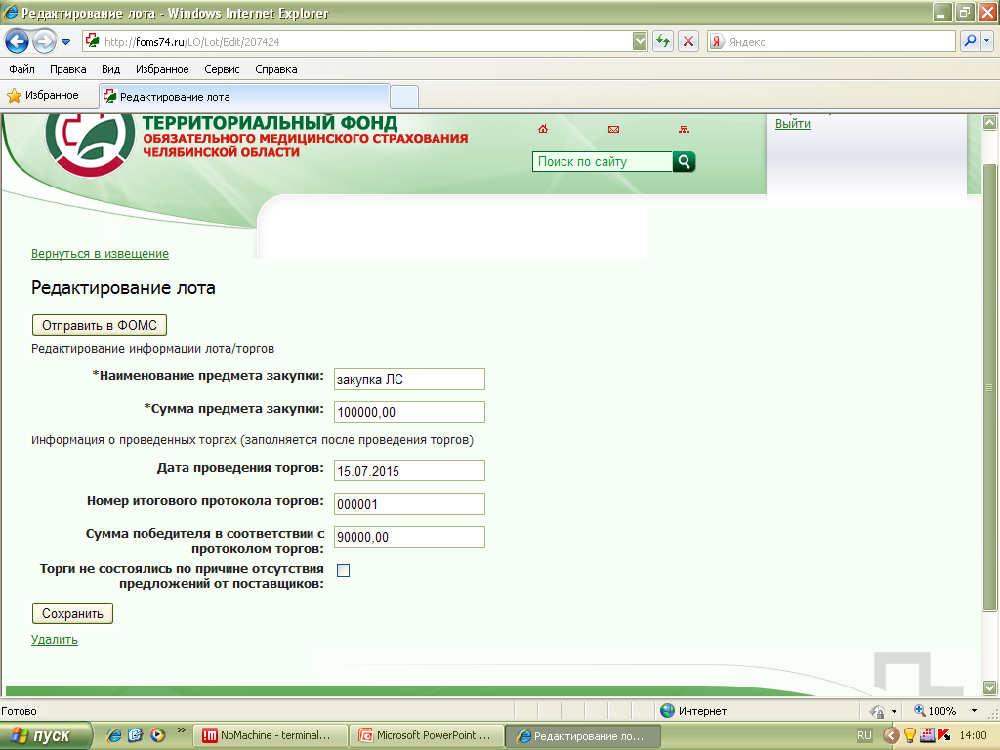 Редактирование лота - Windows Internet Explorer
http://foms74.ru/LO/Lot/Edit/207424
Яндекс
Файл Правка Вид Избранное Сервис Справка
Избранное
Редактирование лота
ТЕРРИТОРИАЛЬНЫЙ ФОНД
ОБЯЗАТЕЛЬНОГО МЕДИЦИНСКОГО СТРАХОВАНИЯ
ЧЕЛЯБИНСКОЙ ОБЛАСТИ
Выйти
Поиск по сайту
Вернуться в извещение
Редактирование лота
Отправить в ФОМС
Редактирование информации лота/торгов
*Наименование предмета закупки: закупка ЛС
*Сумма предмета закупки: 100000,00
Информация о проведенных торгах (заполняется после проведения торгов)
Дата проведения торгов: 15.07.2015
Номер итогового протокола торгов: 000001
Сумма победителя в соответствии с
протоколом торгов:
90000,00
Торги не состоялись по причине отсутствия
предложений от поставщиков:
Сохранить
Удалить
Готово
Интернет
100%
пуск
NoMachine - terminal...
Microsoft PowerPoint ...
Редактирование ло...
RU
14:00